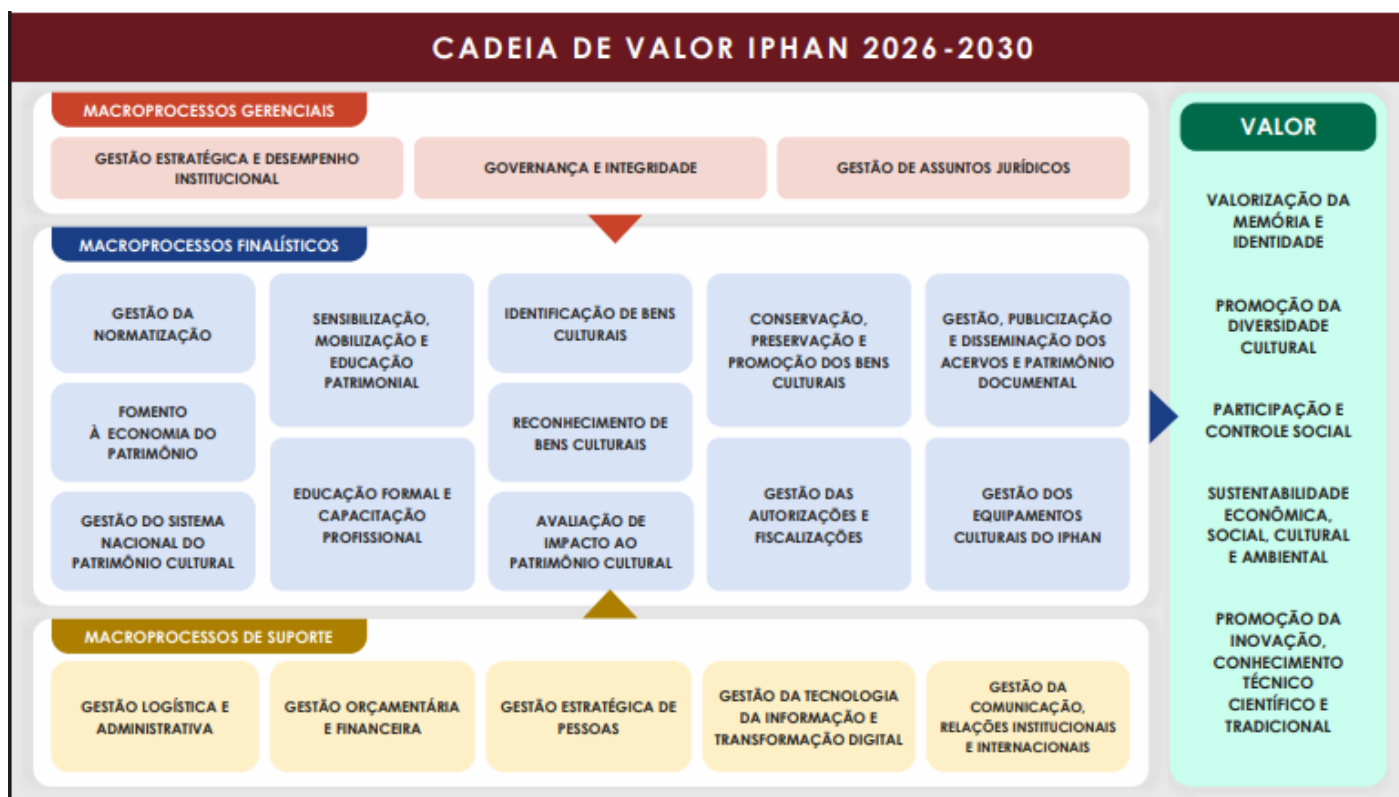 CADEIA DE VALOR IPHAN 2026-2030
MACROPROCESSOS GERENCIAIS
GESTÃO ESTRATÉGICA E DESEMPENHO
INSTITUCIONAL
GOVERNANÇA E INTEGRIDADE
GESTÃO DE ASSUNTOS JURÍDICOS
MACROPROCESSOS FINALÍSTICOS
GESTÃO DA
NORMATIZAÇÃO
FOMENTO
À ECONOMIA DO
PATRIMÔNIO
GESTÃO DO SISTEMA
NACIONAL DO
PATRIMÔNIO CULTURAL
SENSIBILIZAÇÃO,
MOBILIZAÇÃO E
EDUCAÇÃO
PATRIMONIAL
EDUCAÇÃO FORMAL E
CAPACITAÇÃO
PROFISSIONAL
IDENTIFICAÇÃO DE BENS
CULTURAIS
RECONHECIMENTO DE
BENS CULTURAIS
AVALIAÇÃO DE
IMPACTO AO
PATRIMÔNIO CULTURAL
CONSERVAÇÃO,
PRESERVAÇÃO E
PROMOÇÃO DOS BENS
CULTURAIS
GESTÃO DAS
AUTORIZAÇÕES E
FISCALIZAÇÕES
GESTÃO, PUBLICIZAÇÃO
E DISSEMINAÇÃO DOS
ACERVOS E PATRIMÔNIO
DOCUMENTAL
GESTÃO DOS
EQUIPAMENTOS
CULTURAIS DO IPHAN
MACROPROCESSOS DE SUPORTE
GESTÃO LOGÍSTICA E
ADMINISTRATIVA
GESTÃO ORÇAMENTÁRIA
E FINANCEIRA
GESTÃO ESTRATÉGICA DE
PESSOAS
GESTÃO DA TECNOLOGIA
DA INFORMAÇÃO E
TRANSFORMAÇÃO DIGITAL
GESTÃO DA
COMUNICAÇÃO,
RELAÇÕES INSTITUCIONAIS
E INTERNACIONAIS
VALOR
VALORIZAÇÃO DA
MEMÓRIA E
IDENTIDADE
PROMOÇÃO DA
DIVERSIDADE
CULTURAL
PARTICIPAÇÃO E
CONTROLE SOCIAL
SUSTENTABILIDADE
ECONÔMICA,
SOCIAL, CULTURAL
E AMBIENTAL
PROMOÇÃO DA
INOVAÇÃO,
CONHECIMENTO
TÉCNICO
CIENTÍFICO E
TRADICIONAL